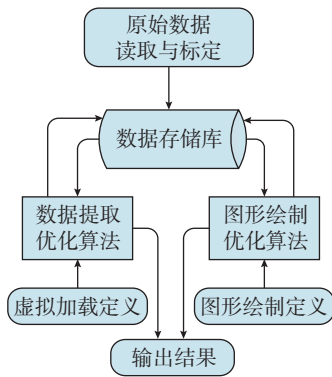 原始数据
读取与标定
数据存储库
数据提取
优化算法
图形绘制
优化算法
虚拟加载定义
图形绘制定义
输出结果